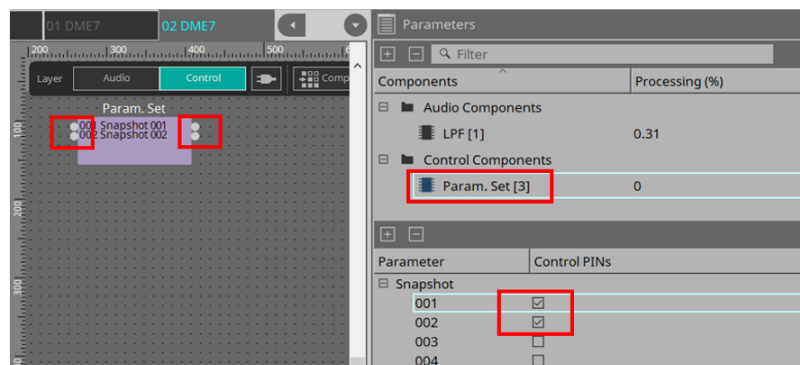 01 DME7
02 DME7
Parameters
Filter
200 300 400 500
Layer Audio Control Comp
Components Processing (%)
Param. Set
001 Snapshot 001
002 Snapshot 002
Audio Components
LPF [1] 0.31
Control Components
Param. Set [3] 0
100
200
300
Parameter Control PINs
Snapshot
001
002
003
004